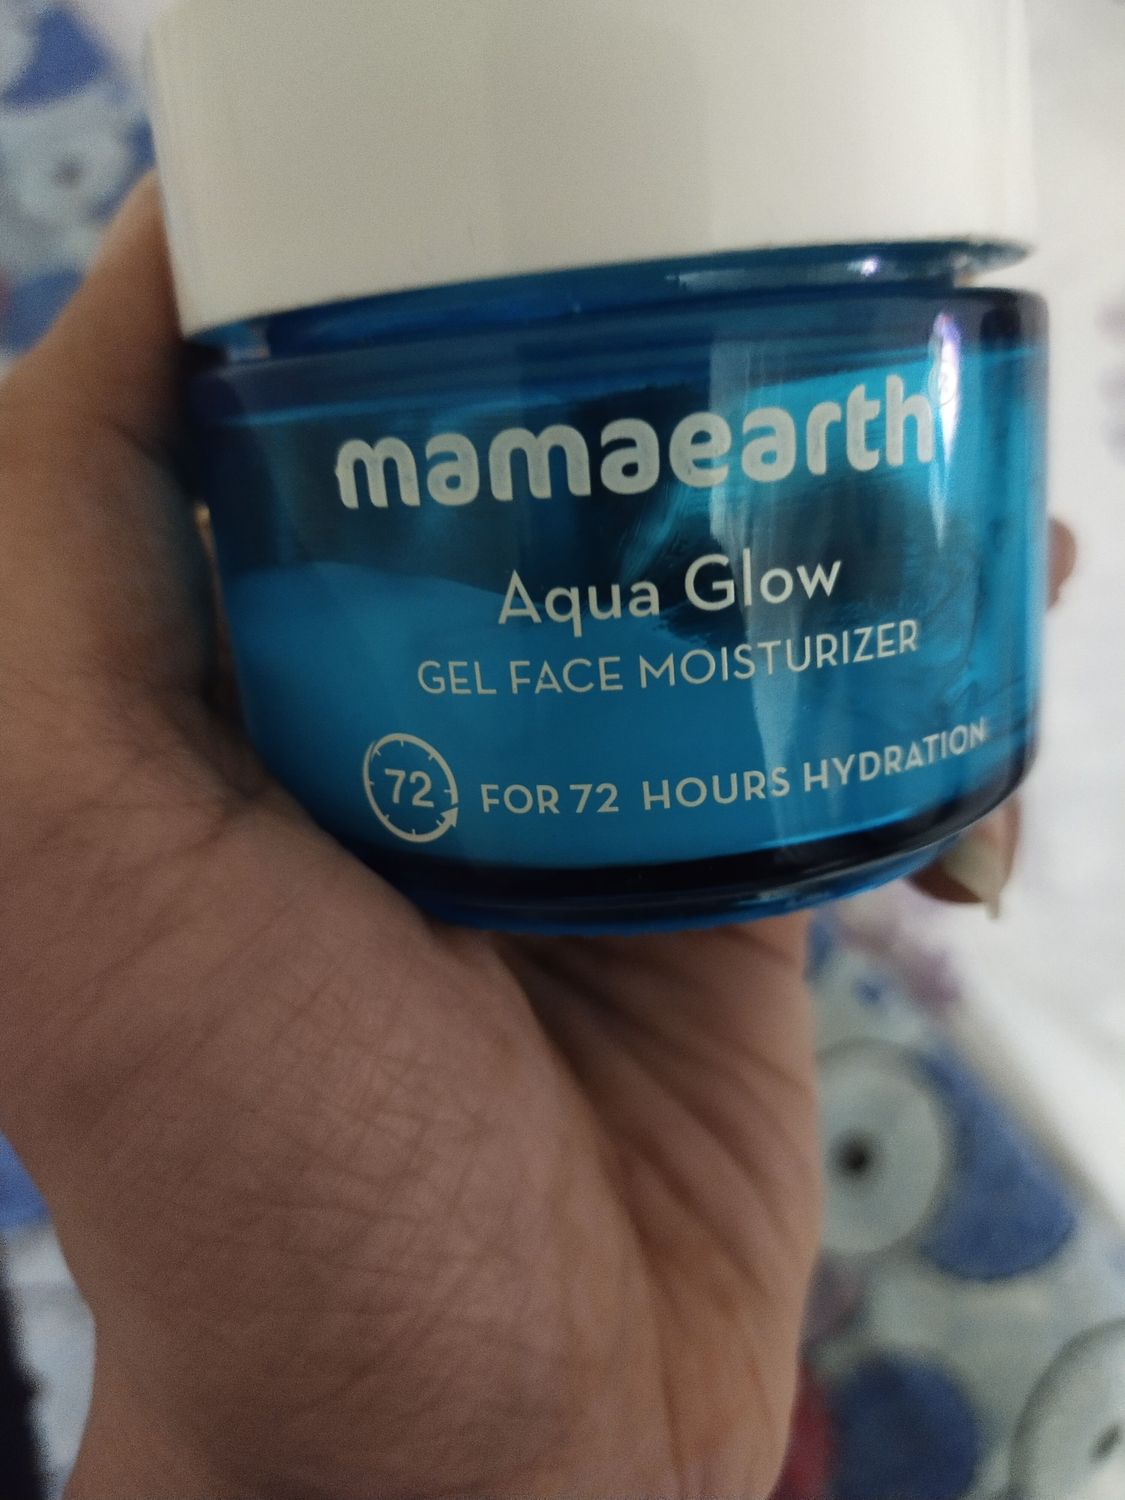 mamaearth
Aqua Glow
GEL FACE MOISTURIZER
72 FOR 72 HOURS HYDRATION